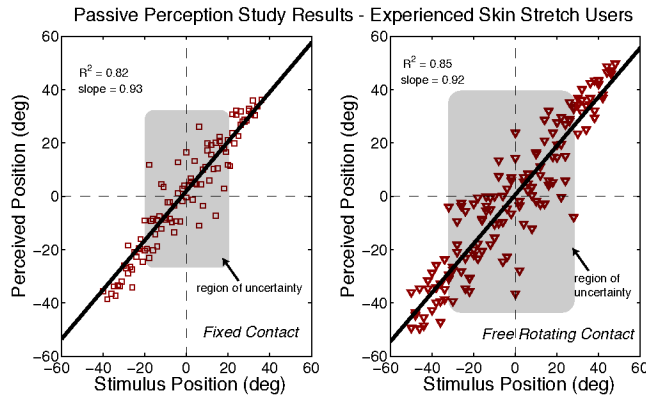 Passive Perception Study Results - Experienced Skin Stretch Users
R² = 0.82
slope = 0.93
region of uncertainty
Fixed Contact
60
40
20
0
−20
−40
−60
−60 −40 −20 0 20 40 60
Perceived Position (deg)
Stimulus Position (deg)
R² = 0.85
slope = 0.92
region of
uncertainty
Free Rotating Contact
60
40
20
0
−20
−40
−60
−60 −40 −20 0 20 40 60
Perceived Position (deg)
Stimulus Position (deg)